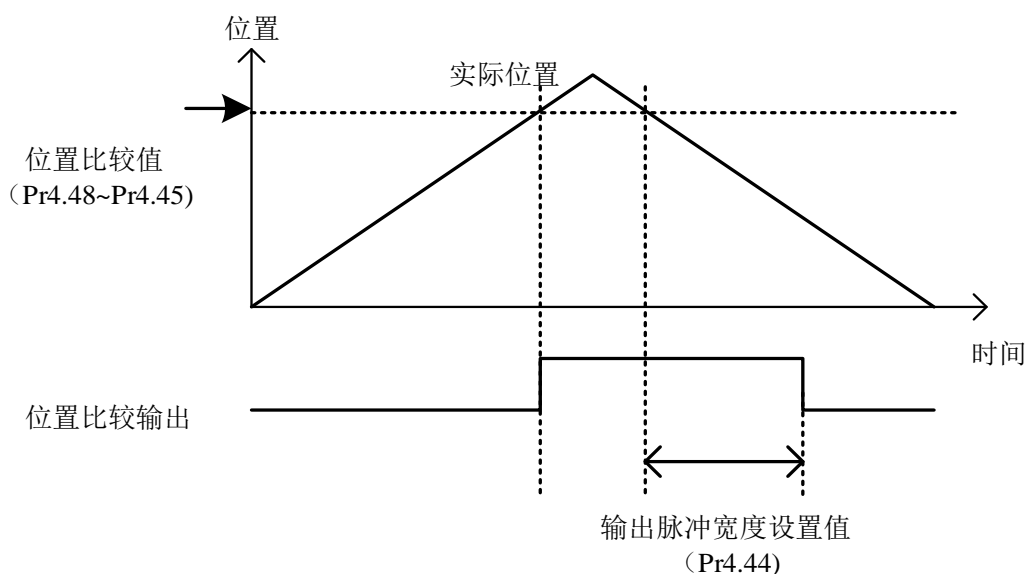 位置
实际位置
位置比较值
（Pr4.48~Pr4.45)
时间
位置比较输出
输出脉冲宽度设置值
（Pr4.44)